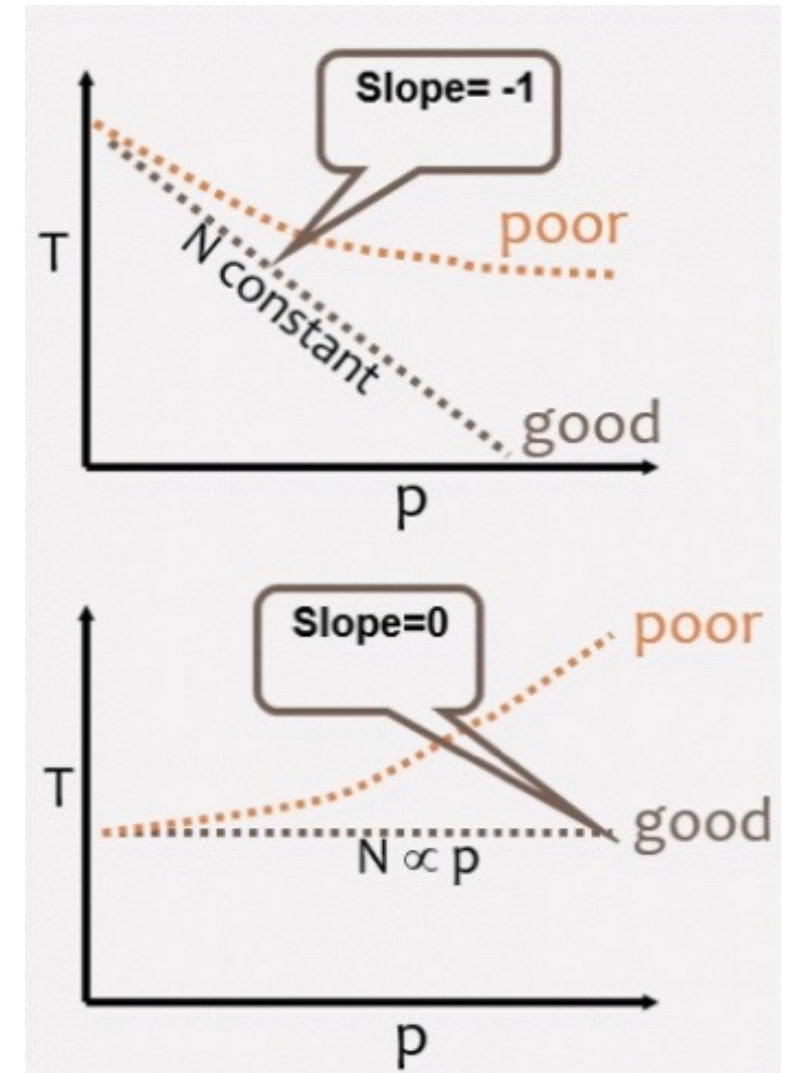 Slope= -1
T
poor
N constant
good
p
Slope=0
poor
T
good
N ∝ p
p